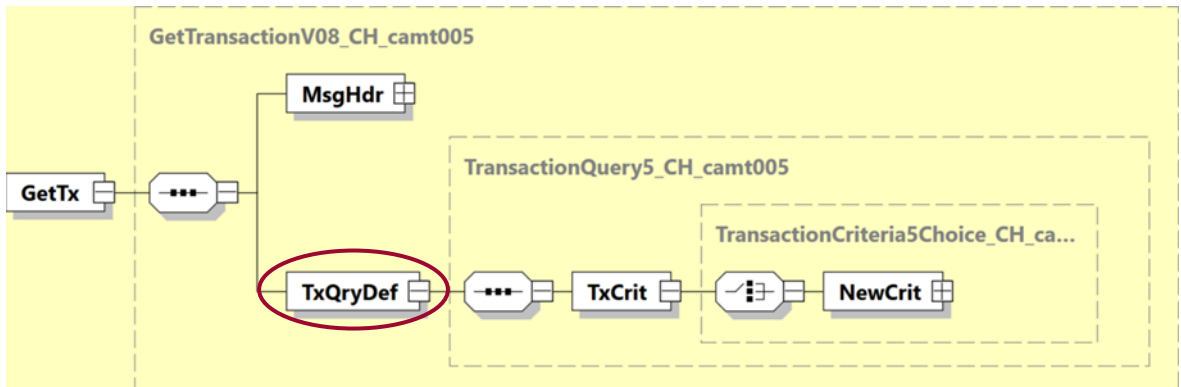 GetTransactionV08_CH_camt005
MsgHdr
TransactionQuery5_CH_camt005
GetTx
TransactionCriteria5Choice_CH_ca...
TxQryDef
TxCrit
NewCrit